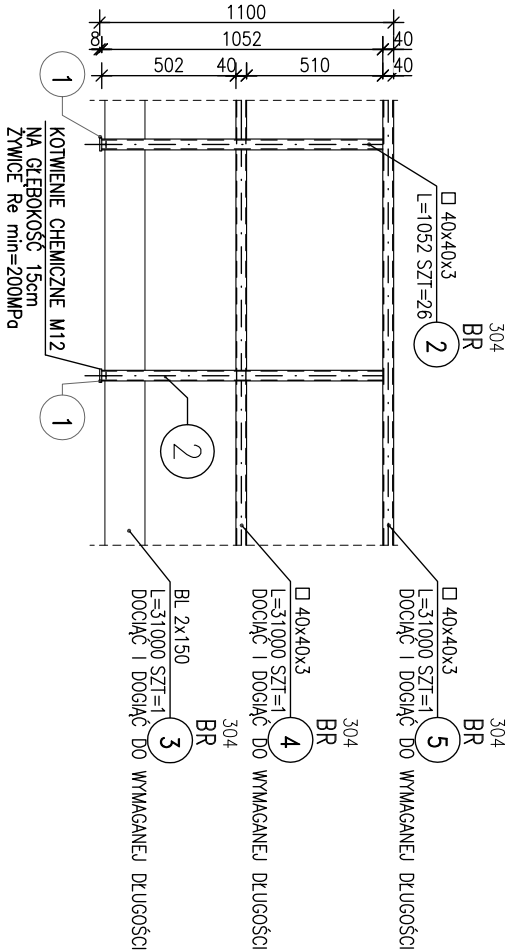 1100
8
1052
40
502
40
510
40
1
KOTWIENIE CHEMICZNE M12
NA GŁĘBOKOŚĆ 15cm
ŻYWICE Re min=200MPa
1
□ 40x40x3
L=1052 SZT=26
2
BR
304
2
□ 40x40x3
L=31000 SZT=1
DOCIĄĆ I DOGIĄĆ DO WYMAGANEJ DŁUGOŚCI
5
BR
304
□ 40x40x3
L=31000 SZT=1
DOCIĄĆ I DOGIĄĆ DO WYMAGANEJ DŁUGOŚCI
4
BR
304
BL 2x150
L=31000 SZT=1
DOCIĄĆ I DOGIĄĆ DO WYMAGANEJ DŁUGOŚCI
3
BR
304